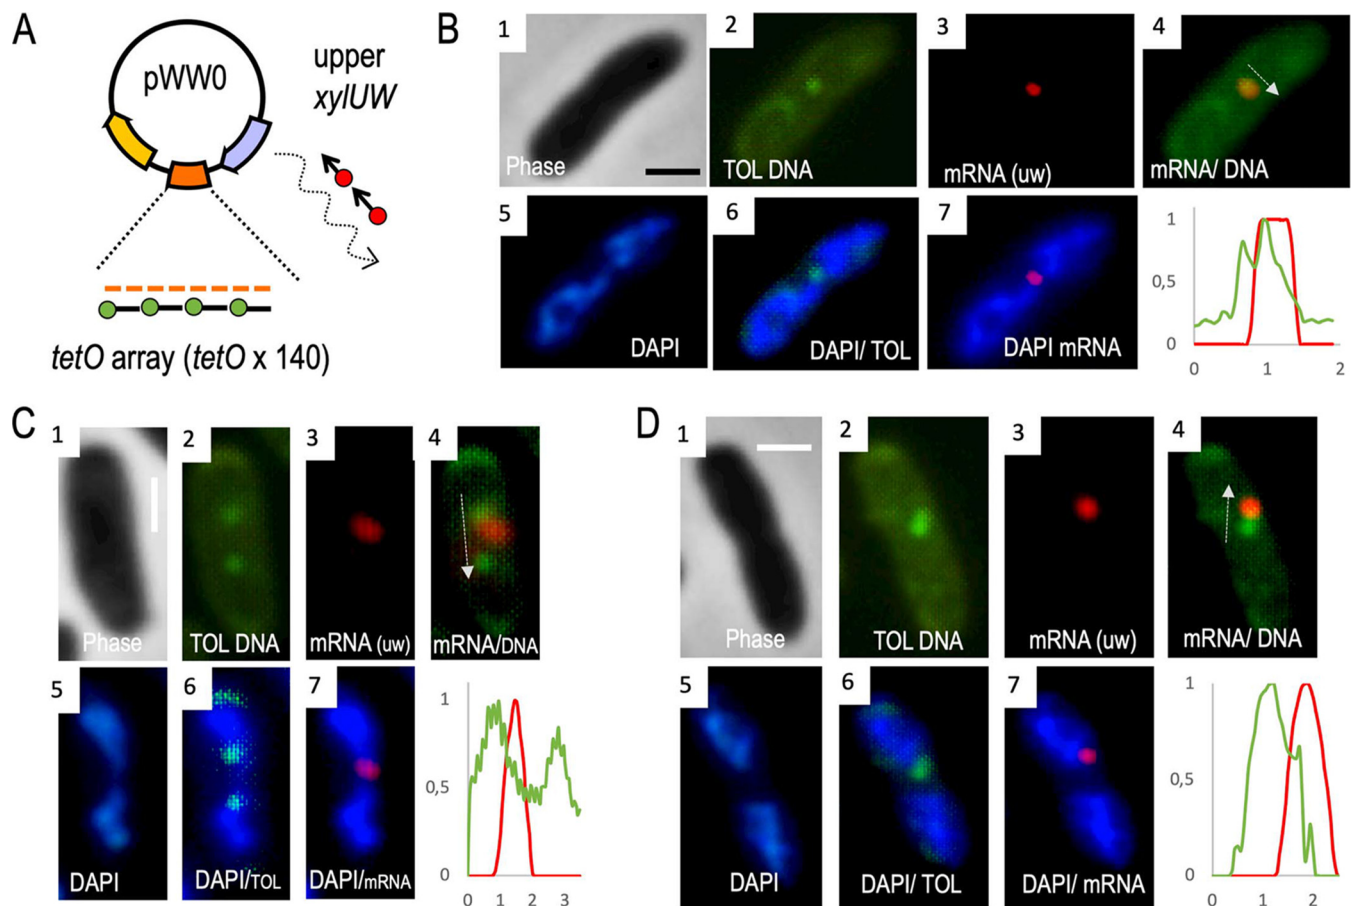 A
pWW0
upper
xylUW
tetO array (tetO x 140)
B
1
Phase
2
TOL DNA
3
mRNA (uw)
4
mRNA/ DNA
5
DAPI
6
DAPI/ TOL
7
DAPI mRNA
1
0,5
0
0
1
2
C
1
Phase
2
TOL DNA
3
mRNA (uw)
4
mRNA/DNA
5
DAPI
6
DAPI/TOL
7
DAPI/mRNA
1
0,5
0
0 1 2 3
D
1
Phase
2
TOL DNA
3
mRNA (uw)
4
mRNA/ DNA
5
DAPI
6
DAPI/ TOL
7
DAPI/ mRNA
1
0,5
0
0 1 2